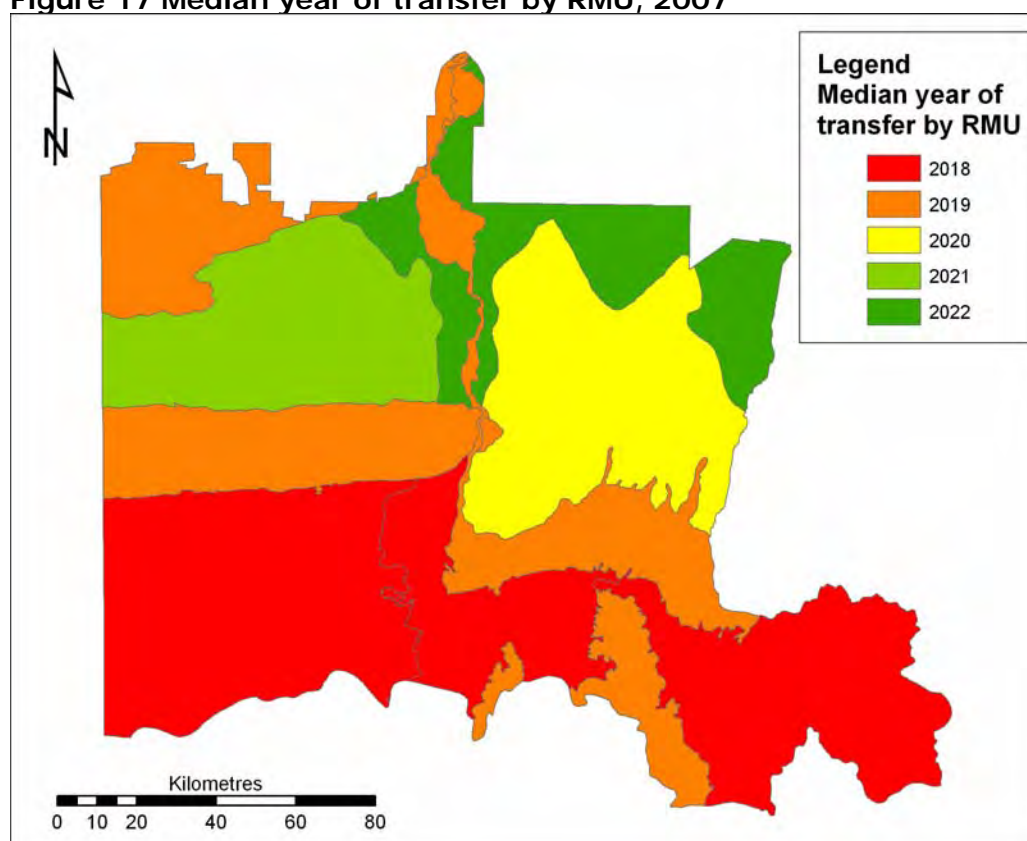 Figure 17 Median year of transfer by RMU, 2007
N
Legend
Median year of
transfer by RMU
2018
2019
2020
2021
2022
Kilometres
0 10 20 40 60 80